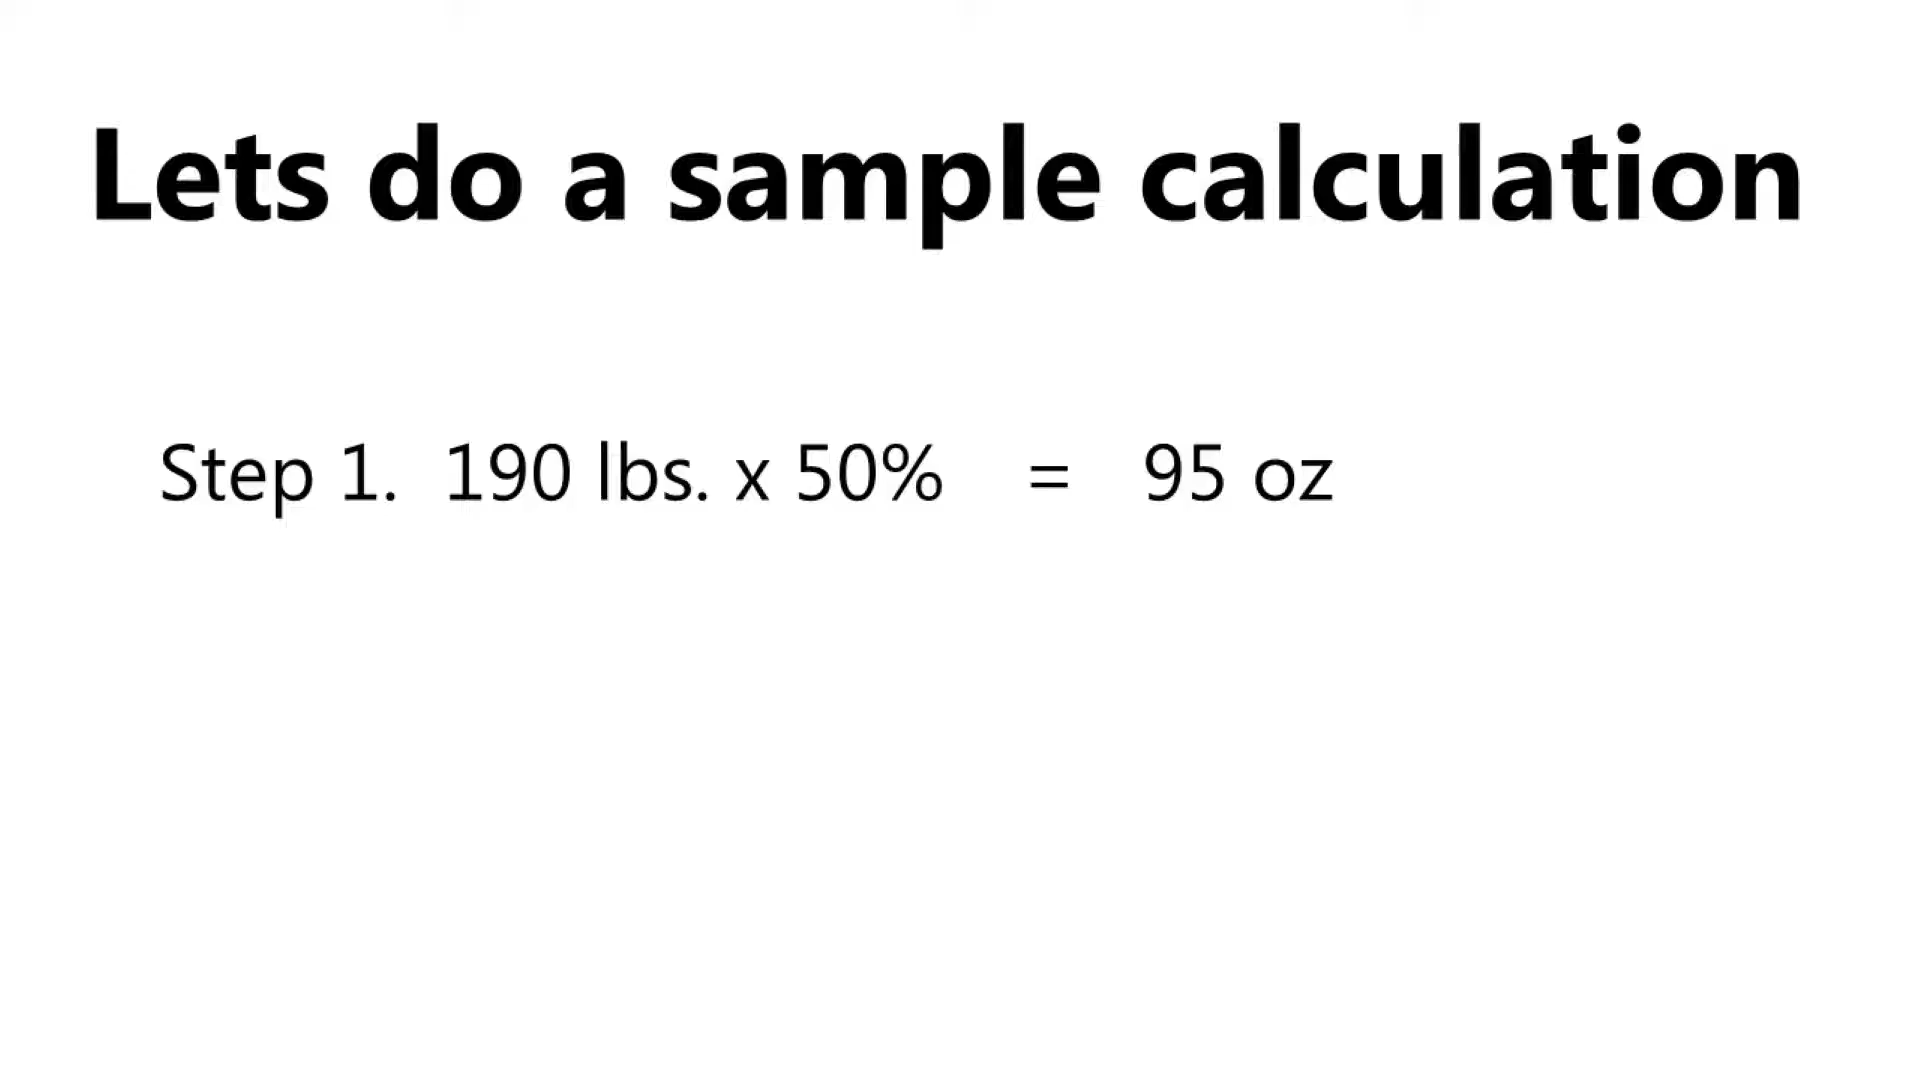 Lets do a sample calculation
Step 1. 190 lbs. x 50% = 95 oz